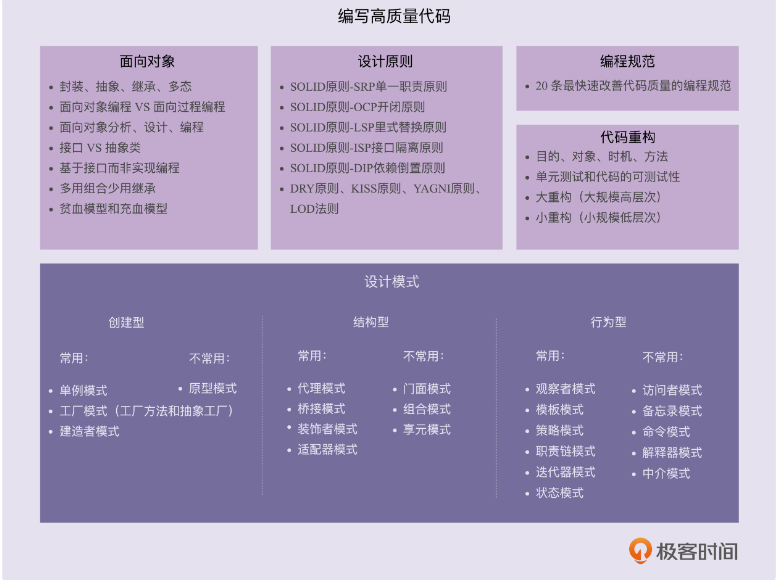 编写高质量代码
面向对象
• 封装、抽象、继承、多态
• 面向对象编程 VS 面向过程编程
• 面向对象分析、设计、编程
• 接口 VS 抽象类
• 基于接口而非实现编程
• 多用组合少用继承
• 贫血模型和充血模型
设计原则
• SOLID原则-SRP单一职责原则
• SOLID原则-OCP开闭原则
• SOLID原则-LSP里式替换原则
• SOLID原则-ISP接口隔离原则
• SOLID原则-DIP依赖倒置原则
• DRY原则、KISS原则、YAGNI原则、
LOD法则
编程规范
• 20 条最快速改善代码质量的编程规范
代码重构
• 目的、对象、时机、方法
• 单元测试和代码的可测试性
• 大重构（大规模高层次）
• 小重构（小规模低层次）
设计模式
创建型
常用：
• 单例模式
• 工厂模式（工厂方法和抽象工厂）
• 建造者模式
不常用：
• 原型模式
结构型
常用：
• 代理模式
• 桥接模式
• 装饰者模式
• 适配器模式
不常用：
• 门面模式
• 组合模式
• 享元模式
行为型
常用：
• 观察者模式
• 模板模式
• 策略模式
• 职责链模式
• 迭代器模式
• 状态模式
不常用：
• 访问者模式
• 备忘录模式
• 命令模式
• 解释器模式
• 中介模式
极客时间